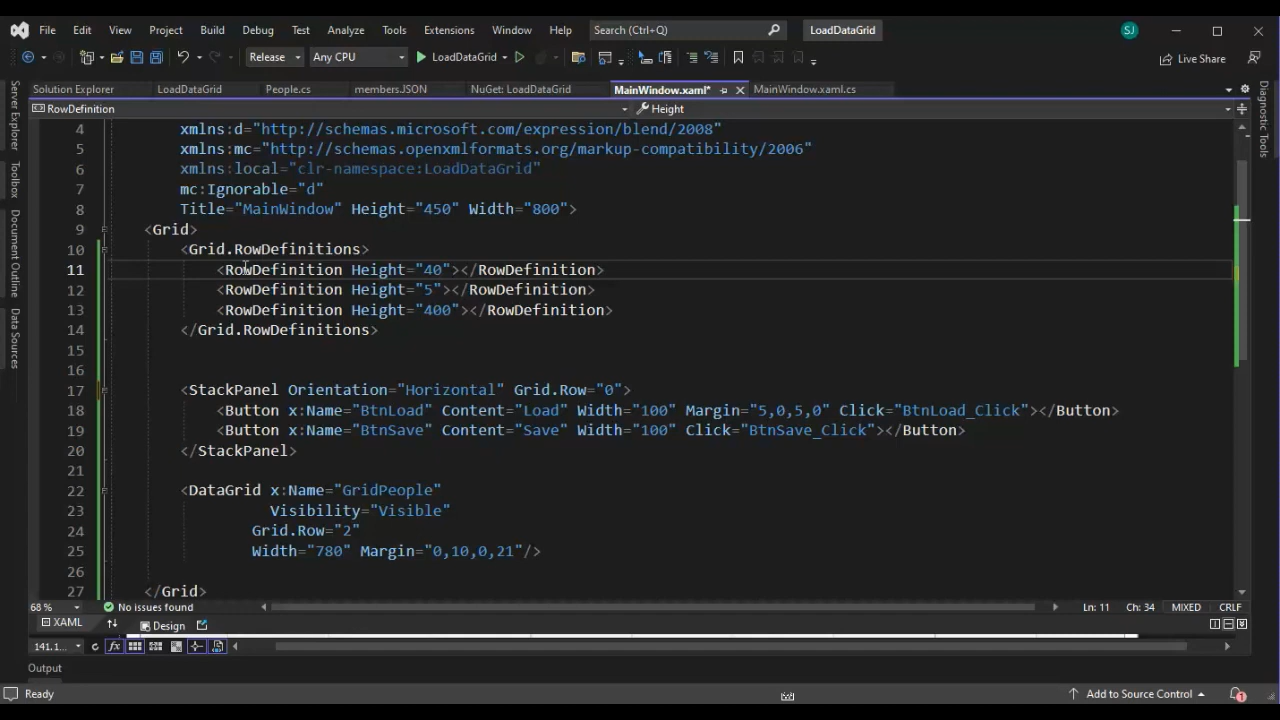 File Edit View Project Build Debug Test Analyze Tools Extensions Window Help Search (Ctrl+Q) LoadDataGrid SJ
Release Any CPU LoadDataGrid Live Share
Solution Explorer LoadDataGrid People.cs membersJSON NuGet: LoadDataGrid MainWindow.xaml* MainWindow.xaml.cs
RowDefinition Height
Server Explorer
Toolbox
Document Outline
Data Sources
Diagnostic Tools
4 xmlns:d="http://schemas.microsoft.com/expression/blend/2008"
5 xmlns:mc="http://schemas.openxmlformats.org/markup-compatibility/2006"
6 xmlns:local="clr-namespace:LoadDataGrid"
7 mc:Ignorable="d"
8 Title="MainWindow" Height="450" Width="800">
9 <Grid>
10 <Grid.RowDefinitions>
11 <RowDefinition Height="40"></RowDefinition>
12 <RowDefinition Height="5"></RowDefinition>
13 <RowDefinition Height="400"></RowDefinition>
14 </Grid.RowDefinitions>
15
16
17 <StackPanel Orientation="Horizontal" Grid.Row="0">
18 <Button x:Name="BtnLoad" Content="Load" Width="100" Margin="5,0,5,0" Click="BtnLoad_Click"></Button>
19 <Button x:Name="BtnSave" Content="Save" Width="100" Click="BtnSave_Click"></Button>
20 </StackPanel>
21
22 <DataGrid x:Name="GridPeople"
23 Visibility="Visible"
24 Grid.Row="2"
25 Width="780" Margin="0,10,0,21"/>
26
27 </Grid>
68 % No issues found Ln: 11 Ch: 34 MIXED CRLF
XAML Design
141.1... fx
Output
Ready Add to Source Control 1